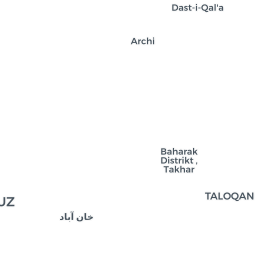 Dast-i-Qal'a
Archi
Baharak
Distrikt ,
Takhar
TALOQAN
UZ
خان آباد